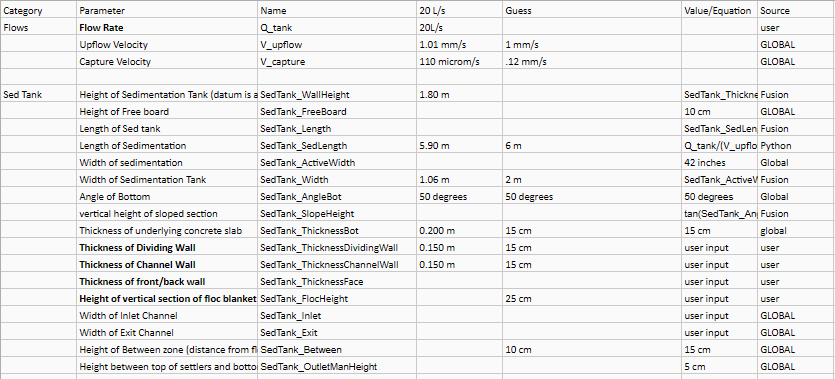 Category Parameter Name 20 L/s Guess Value/Equation Source
Flows Flow Rate Q_tank 20L/s user
Upflow Velocity V_upflow 1.01 mm/s 1 mm/s GLOBAL
Capture Velocity V_capture 110 microm/s .12 mm/s GLOBAL
Sed Tank Height of Sedimentation Tank (datum is a SedTank_WallHeight 1.80 m SedTank_Thickne Fusion
Height of Free board SedTank_FreeBoard 10 cm GLOBAL
Length of Sed tank SedTank_Length SedTank_SedLen Fusion
Length of Sedimentation SedTank_SedLength 5.90 m 6 m Q_tank/(V_upflo Python
Width of sedimentation SedTank_ActiveWidth 42 inches Global
Width of Sedimentation Tank SedTank_Width 1.06 m 2 m SedTank_ActiveW Fusion
Angle of Bottom SedTank_AngleBot 50 degrees 50 degrees 50 degrees Global
vertical height of sloped section SedTank_SlopeHeight tan(SedTank_An Fusion
Thickness of underlying concrete slab SedTank_ThicknessBot 0.200 m 15 cm 15 cm global
Thickness of Dividing Wall SedTank_ThicknessDividingWall 0.150 m 15 cm user input user
Thickness of Channel Wall SedTank_ThicknessChannelWall 0.150 m 15 cm user input user
Thickness of front/back wall SedTank_ThicknessFace user input user
Height of vertical section of floc blanket SedTank_FlocHeight 25 cm user input user
Width of Inlet Channel SedTank_Inlet user input GLOBAL
Width of Exit Channel SedTank_Exit user input GLOBAL
Height of Between zone (distance from fl SedTank_Between 10 cm 15 cm GLOBAL
Height between top of settlers and botto SedTank_OutletManHeight 5 cm GLOBAL